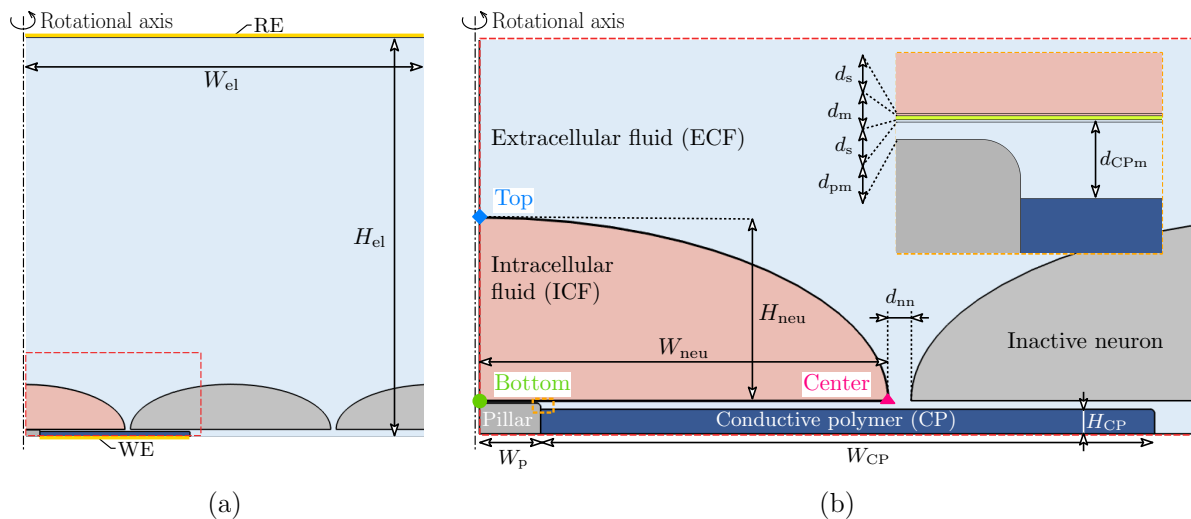 Rotational axis
RE
W_el
H_el
WE
(a)
Rotational axis
d_s
d_m
d_s
d_pm
d_CPm
Extracellular fluid (ECF)
Top
Intracellular
fluid (ICF)
H_neu
d_nn
W_neu
Inactive neuron
Bottom
Center
Pillar
Conductive polymer (CP)
H_CP
W_p
W_CP
(b)